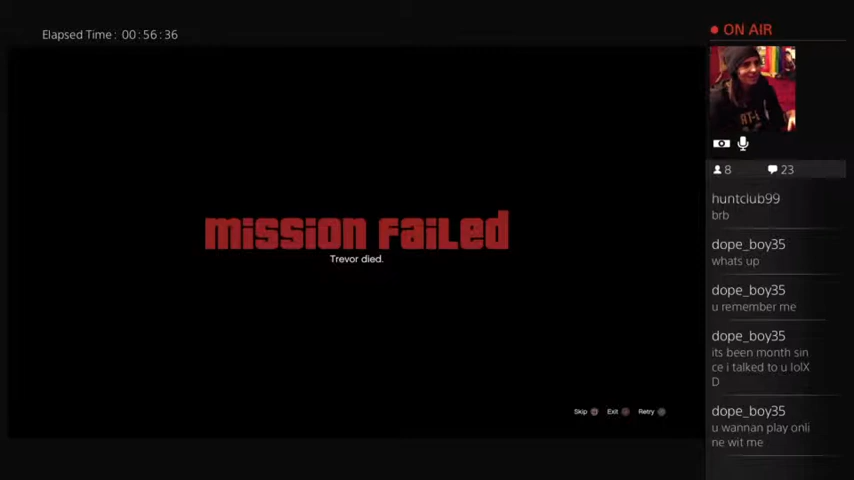 Elapsed Time: 00:56:36
ON AIR
8
23
huntclub99
brb
dope_boy35
whats up
dope_boy35
u remember me
dope_boy35
its been month sin
ce i talked to u lolX
D
dope_boy35
u wannan play onli
ne wit me
mission failed
Trevor died.
Skip
Exit
Retry